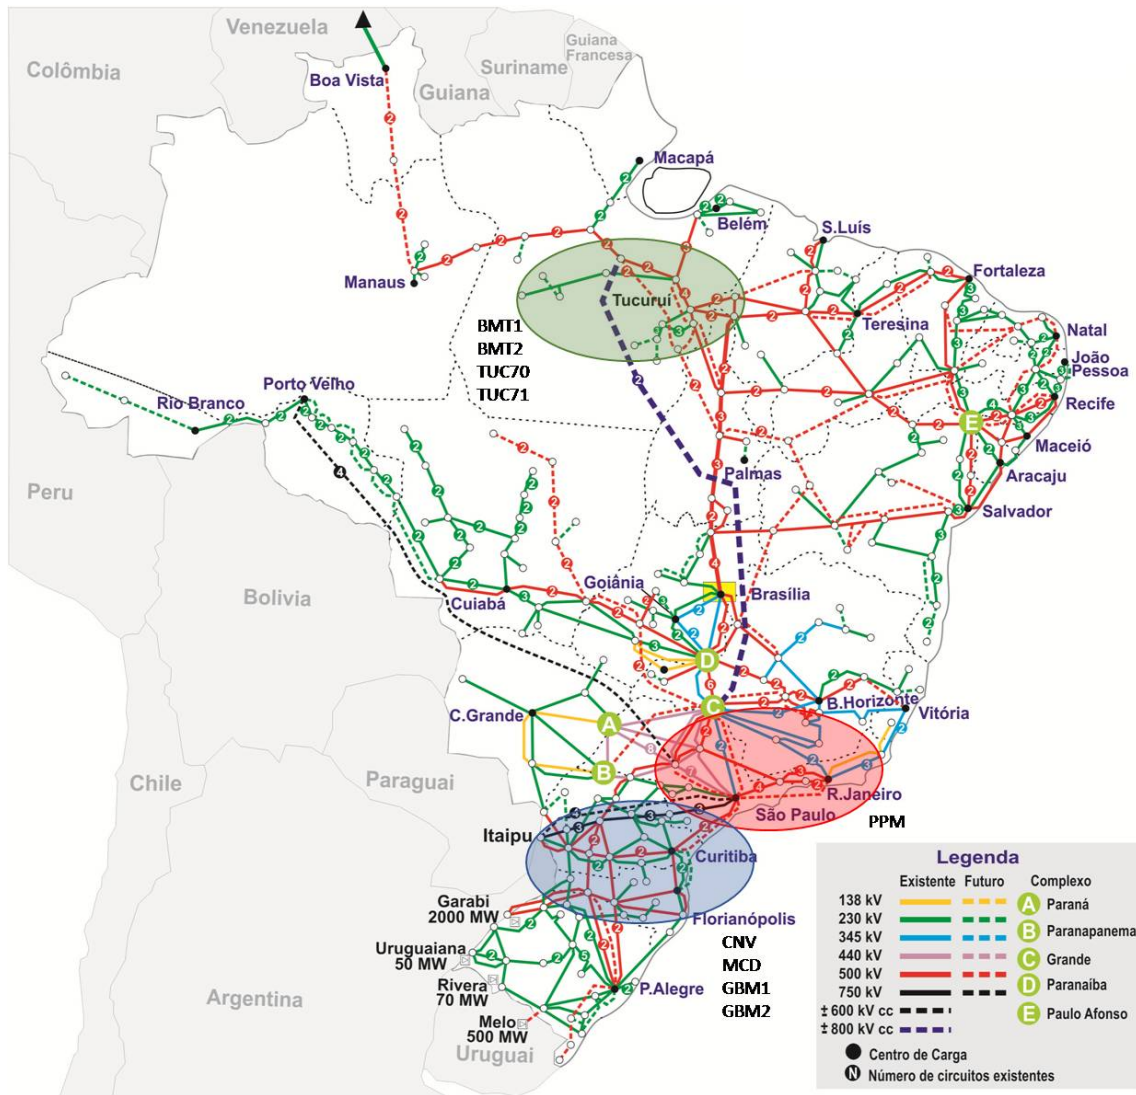 Venezuela
Guiana
Francesa
Colômbia
Suriname
Boa Vista
Guiana
Macapá
Belém
S.Luís
Manaus
Fortaleza
Tucuruí
Teresina
BMT1
BMT2
TUC70
TUC71
Natal
João
Pessoa
Porto Velho
Rio Branco
Recife
E
Maceió
Palmas
Aracaju
Peru
Salvador
Goiânia
Brasília
Bolivia
Cuiabá
D
C
B.Horizonte
Vitória
C.Grande
A
B
Chile
Paraguai
R.Janeiro
São Paulo
PPM
Itaipu
Curitiba
Garabi
2000 MW
Florianópolis
Uruguaiana
50 MW
CNV
MCD
GBM1
GBM2
Rivera
70 MW
P.Alegre
Argentina
Melo
500 MW
Uruguai
Legenda
Existente Futuro Complexo
138 kV A Paraná
230 kV
345 kV B Paranapanema
440 kV C Grande
500 kV D Paranaíba
750 kV
±600 kV cc E Paulo Afonso
±800 kV cc
Centro de Carga
N Número de circuitos existentes